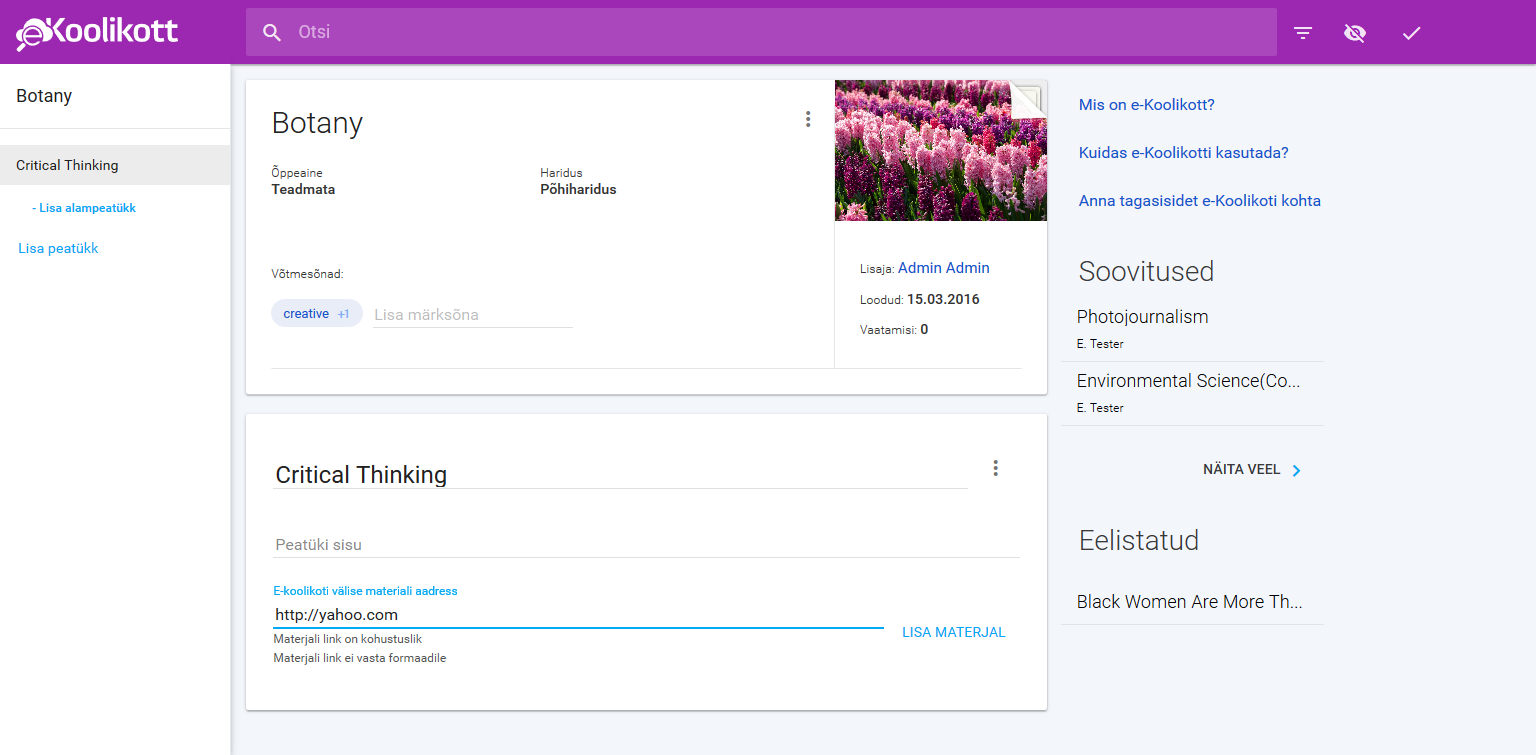 eKoolikott
Otsi
Botany
Critical Thinking
- Lisa alampeatükk
Lisa peatükk
Botany
Õppeaine
Teadmata
Haridus
Põhiharidus
Võtmesõnad:
creative +1
Lisa märksõna
Lisaja: Admin Admin
Loodud: 15.03.2016
Vaatamisi: 0
Critical Thinking
Peatüki sisu
E-koolikoti välise materiali aadress
http://yahoo.com
Materjali link on kohustuslik
Materjali link ei vasta formaadile
LISA MATERJAL
Mis on e-Koolikott?
Kuidas e-Koolikotti kasutada?
Anna tagasisidet e-Koolikoti kohta
Soovitused
Photojournalism
E. Tester
Environmental Science(Co...
E. Tester
NÄITA VEEL
Eelistatud
Black Women Are More Th...